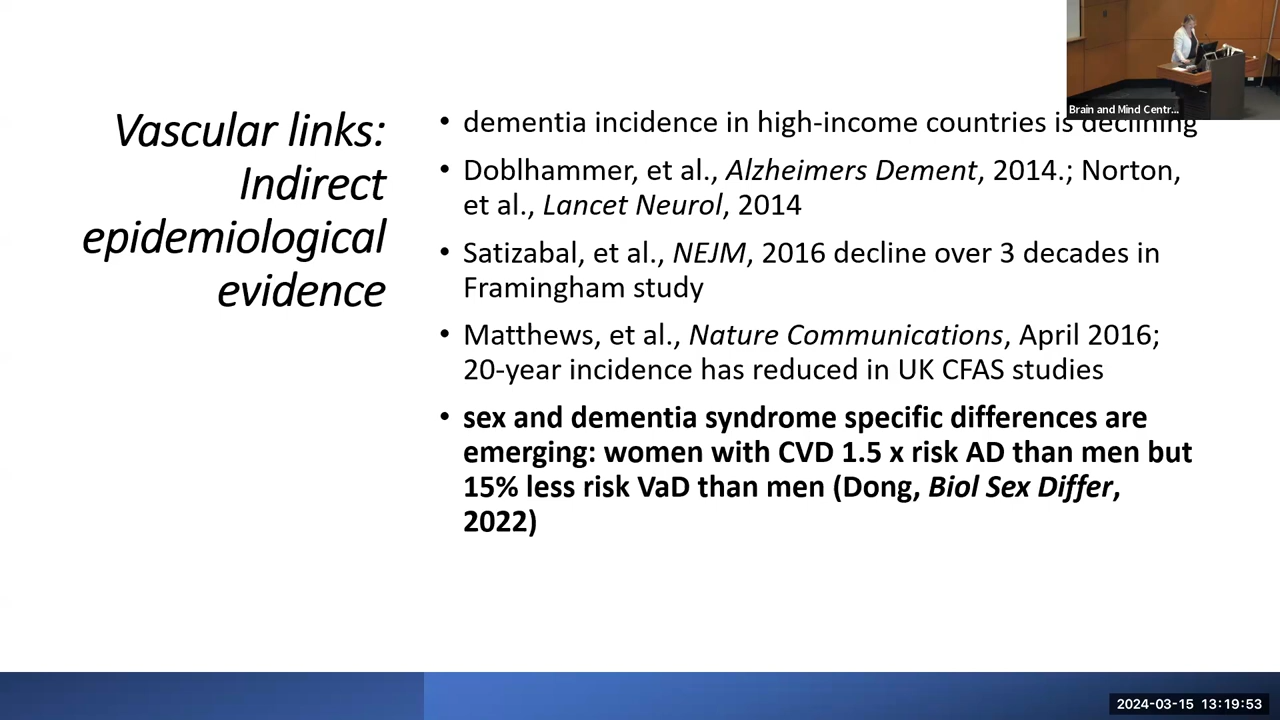 Vascular links:
Indirect
epidemiological
evidence
• dementia incidence in high-income countries is declining
• Doblhammer, et al., Alzheimers Dement, 2014.; Norton,
et al., Lancet Neurol, 2014
• Satizabal, et al., NEJM, 2016 decline over 3 decades in
Framingham study
• Matthews, et al., Nature Communications, April 2016;
20-year incidence has reduced in UK CFAS studies
• sex and dementia syndrome specific differences are
emerging: women with CVD 1.5 x risk AD than men but
15% less risk VaD than men (Dong, Biol Sex Differ,
2022)
Brain and Mind Centr...
2024-03-15 13:19:53